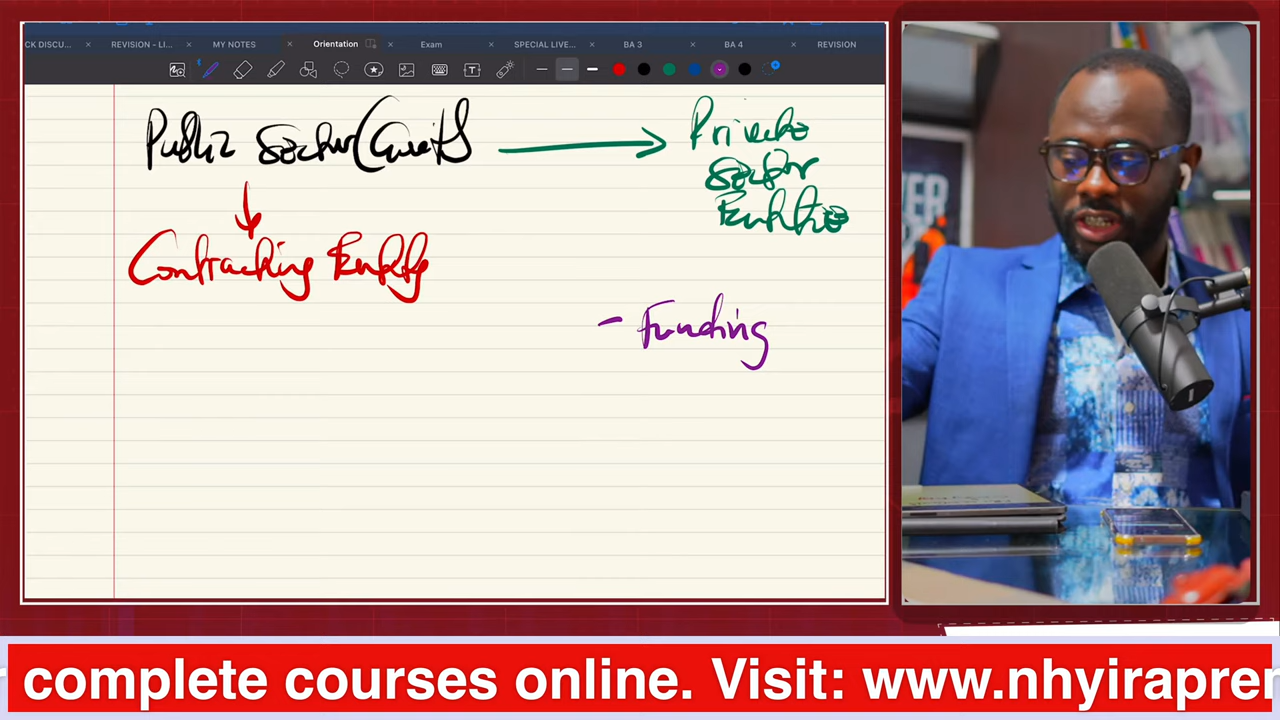 CK DISCU...
REVISION - LI...
MY NOTES
Orientation
Exam
SPECIAL LIVE...
BA 3
BA 4
REVISION
Public Sector (Govt)
Private
Sector
Entities
Contracting Entity
- Funding
complete courses online. Visit: www.nhyirapre